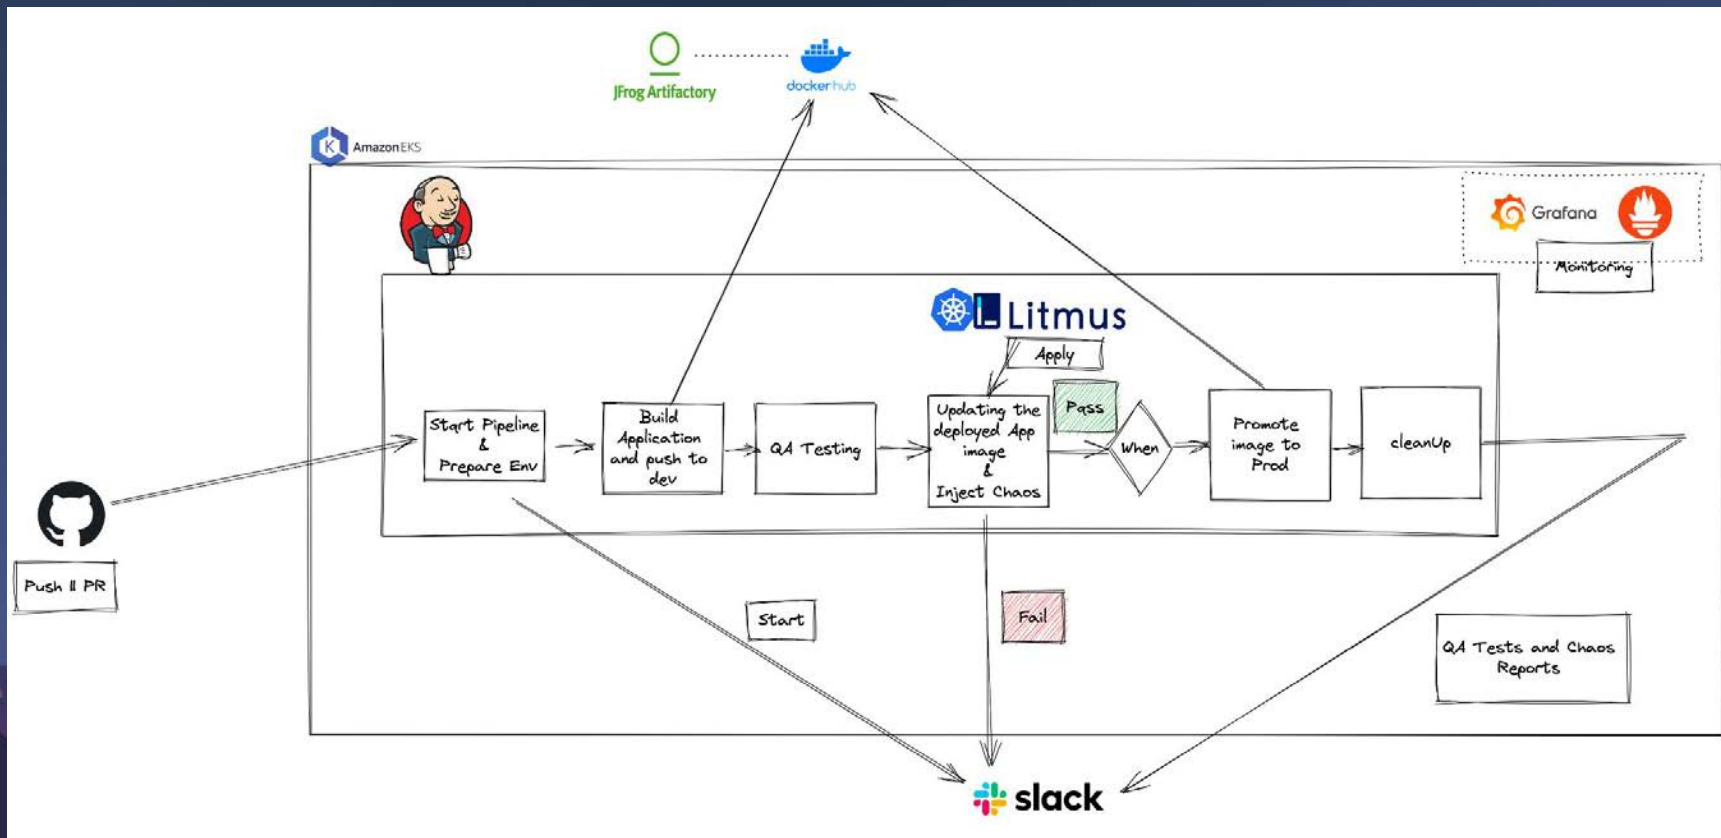 JFrog Artifactory
docker hub
Amazon EKS
Grafana
Monitoring
Litmus
Apply
Start Pipeline
&
Prepare Env
Build
Application
and push to
dev
QA Testing
Updating the
deployed App
image
&
Inject Chaos
Pass
When
Promote
image to
Prod
cleanUp
Push || PR
Start
Fail
QA Tests and Chaos
Reports
slack